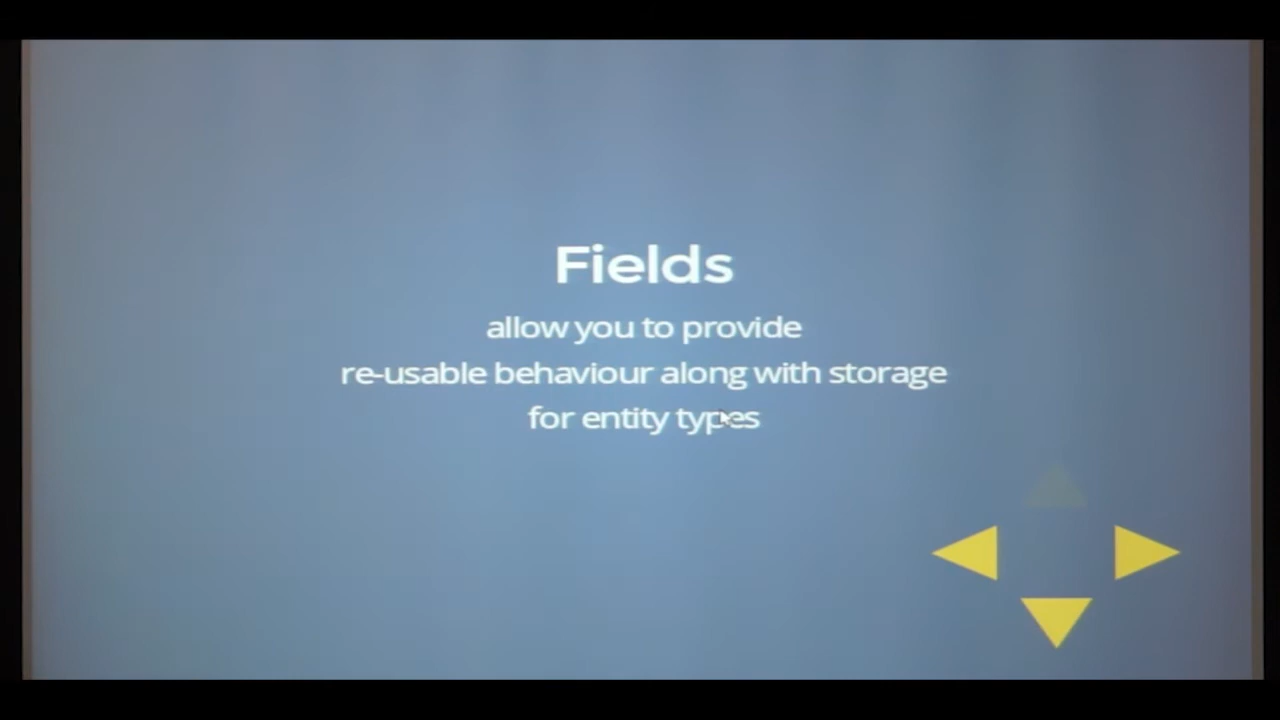 Fields
allow you to provide
re-usable behaviour along with storage
for entity types